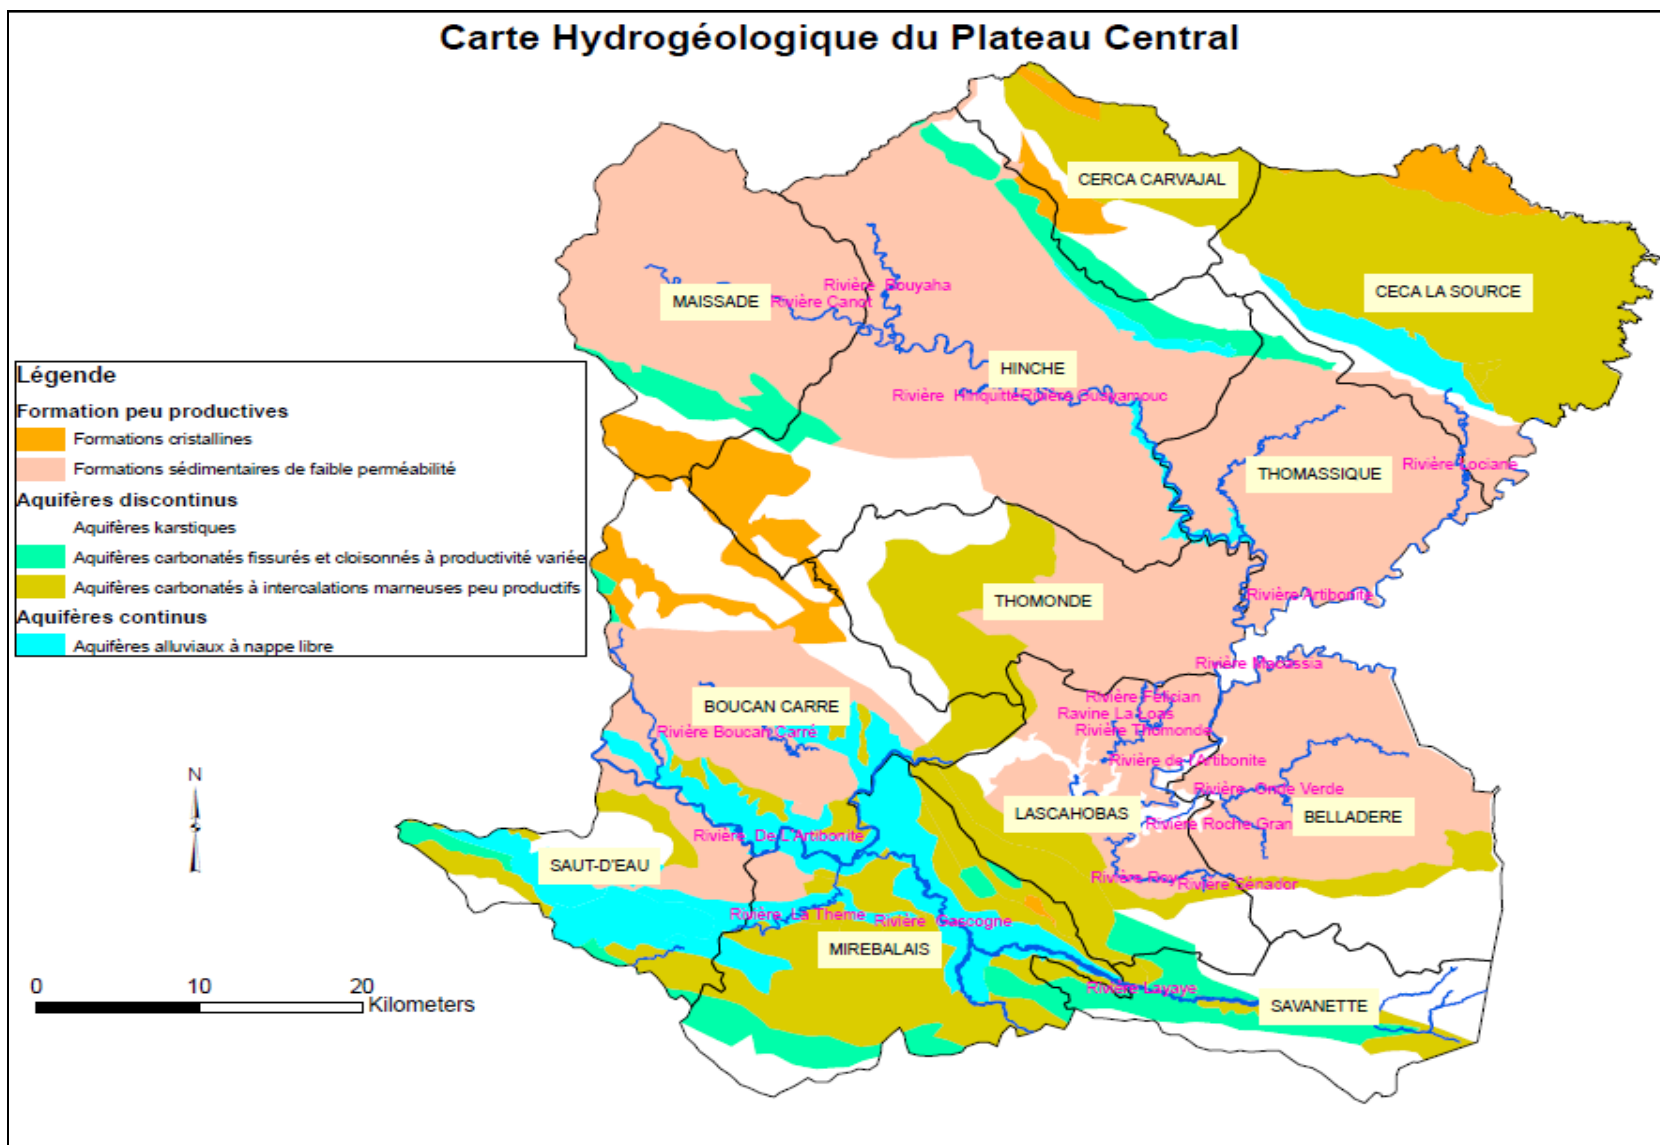 Carte Hydrogéologique du Plateau Central
CERCA CARVAJAL
CECA LA SOURCE
Rivière Bouyaha
MAISSADE
Rivière Canot
HINCHE
Rivière Hinquitte
Rivière Guayamouc
Rivière Lociane
THOMASSIQUE
Légende
Formation peu productives
Formations cristallines
Formations sédimentaires de faible perméabilité
Aquifères discontinus
Aquifères karstiques
Aquifères carbonatés fissurés et cloisonnés à productivité variée
Aquifères carbonatés à intercalations marneuses peu productifs
Aquifères continus
Aquifères alluviaux à nappe libre
THOMONDE
Rivière Artibonite
Rivière Macassia
Rivière Félician
BOUCAN CARRE
Ravine La Loas
Rivière Boucan Carré
Rivière Thomonde
Rivière de l'Artibonite
Rivière Onde Verde
LASCAHOBAS
BELLADERE
Rivière Roche Gran
Rivière De L'Artibonite
SAUT-D'EAU
Rivière Roy
Rivière Sénador
Rivière La Theme
Rivière Gascogne
MIREBALAIS
Rivière Lavaye
SAVANETTE
N
0 10 20
Kilometers